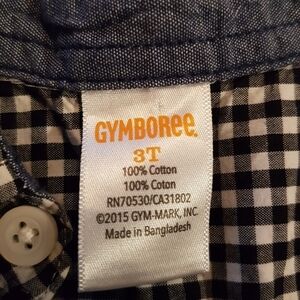 GYMBOREE
3T
100% Cotton
100% Coton
RN70530/CA31802
©2015 GYM-MARK, INC.
Made in Bangladesh